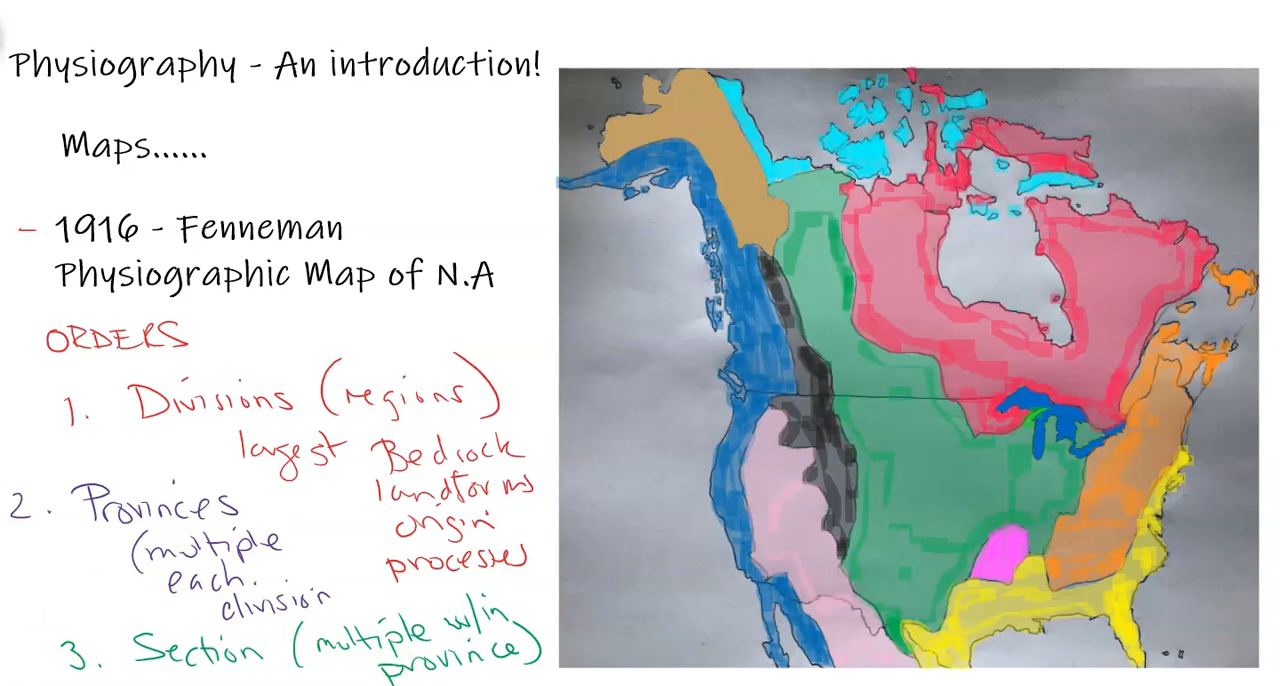 Physiography - An introduction!
Maps......
- 1916 - Fenneman
Physiographic Map of N.A
ORDERS
1. Divisions (regions)
largest Bedrock
landforms
origin
processes
2. Provinces
(multiple
each.
division
3. Section (multiple w/in
province)